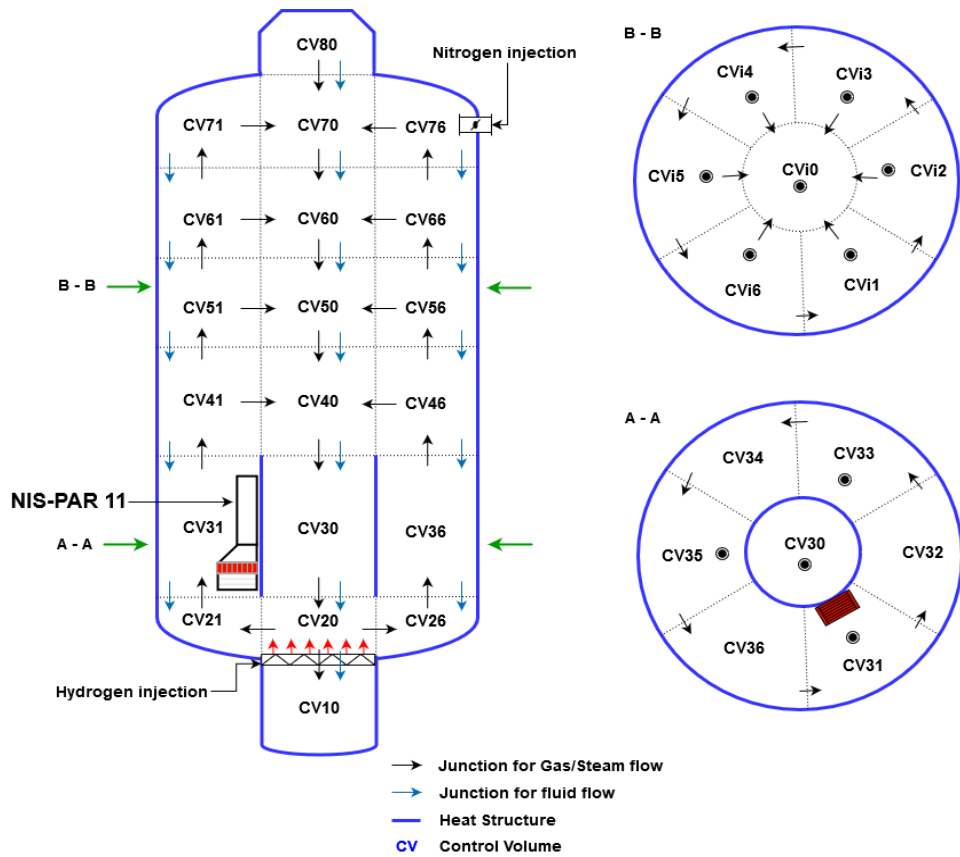 CV80
Nitrogen injection
CV71
CV70
CV76
CV61
CV60
CV66
B - B
CV51
CV50
CV56
CV41
CV40
CV46
NIS-PAR 11
CV31
CV30
CV36
A - A
CV21
CV20
CV26
Hydrogen injection
CV10
B - B
CVi4
CVi3
CVi5
CVi0
CVi2
CVi6
CVi1
A - A
CV34
CV33
CV35
CV30
CV32
CV36
CV31
Junction for Gas/Steam flow
Junction for fluid flow
Heat Structure
CV Control Volume